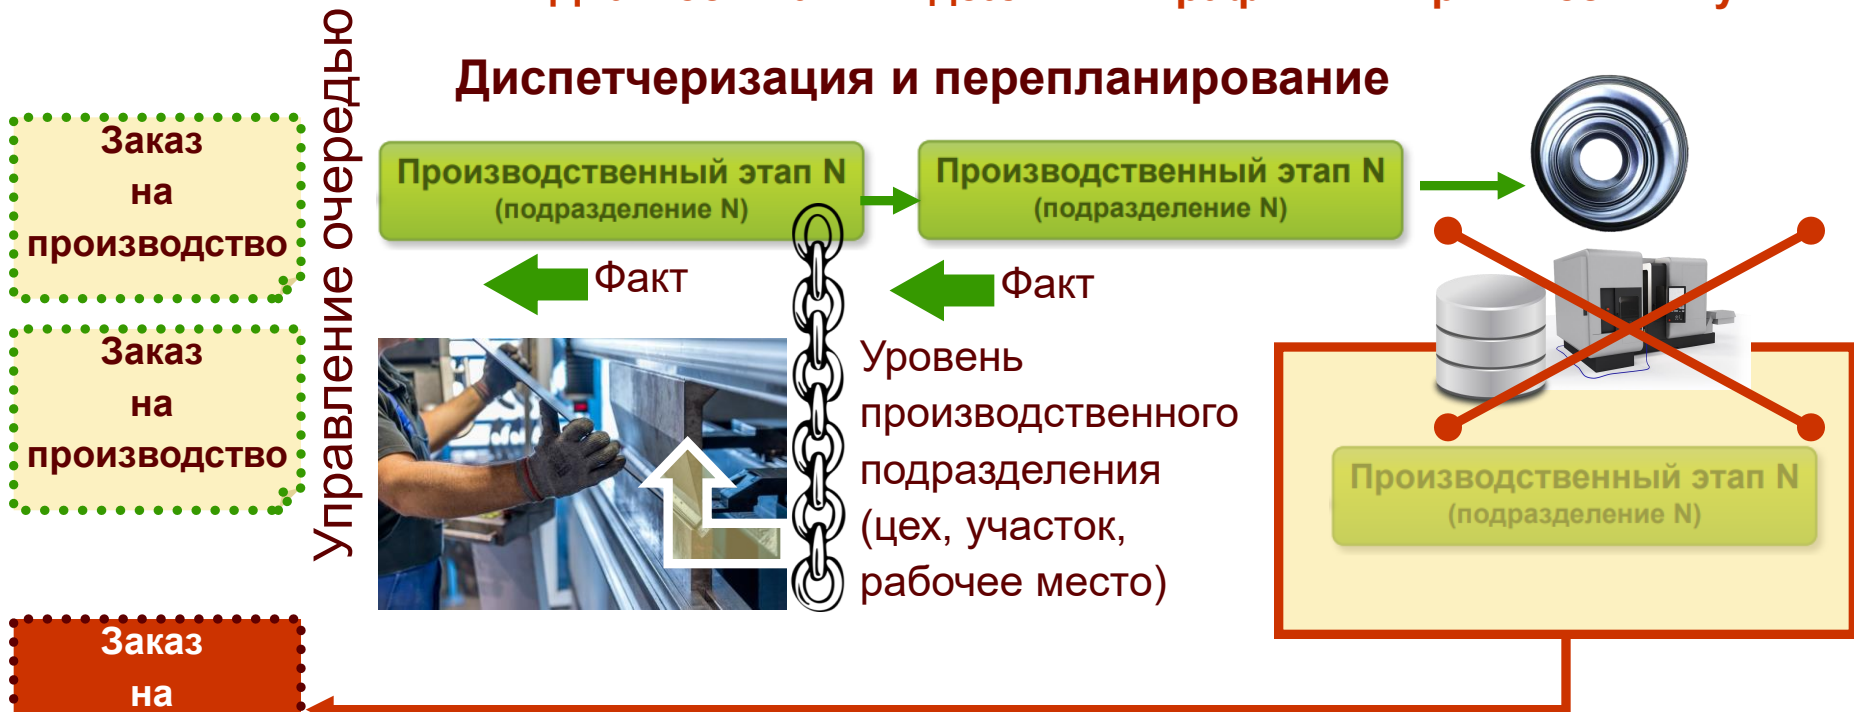 Диспетчеризация и перепланирование
Управление очередью
Заказ
на
производство
Заказ
на
производство
Заказ
на
Производственный этап N
(подразделение N)
Производственный этап N
(подразделение N)
Факт
Факт
Уровень
производственного
подразделения
(цех, участок,
рабочее место)
Производственный этап N
(подразделение N)